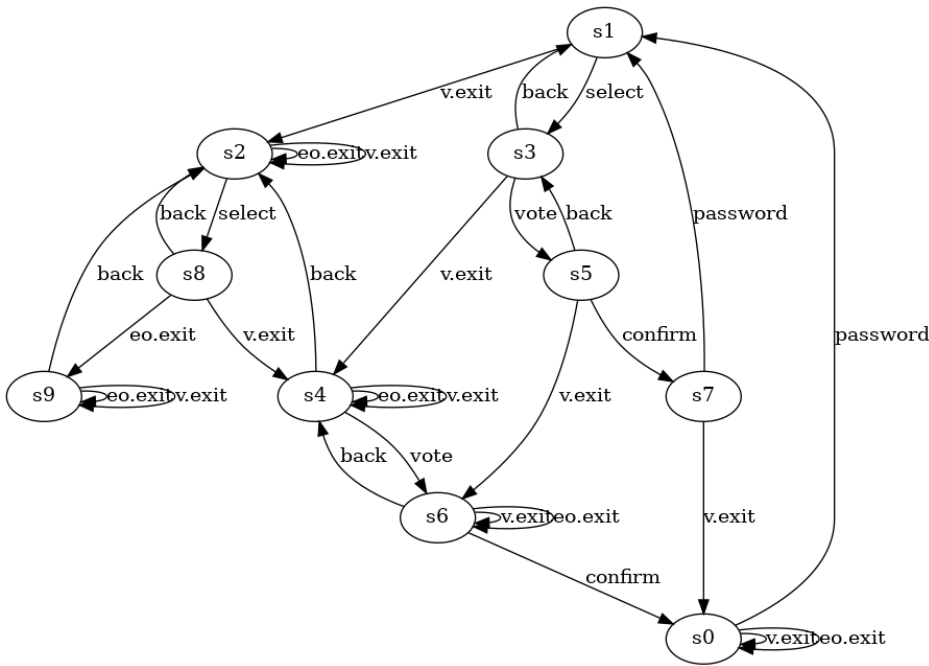 s1
v.exit
back
select
s2
eo.exit
v.exit
s3
back
select
vote
back
password
s8
back
v.exit
s5
eo.exit
v.exit
confirm
password
s9
eo.exit
v.exit
s4
eo.exit
v.exit
v.exit
s7
back
vote
s6
v.exit
eo.exit
v.exit
confirm
s0
v.exit
eo.exit